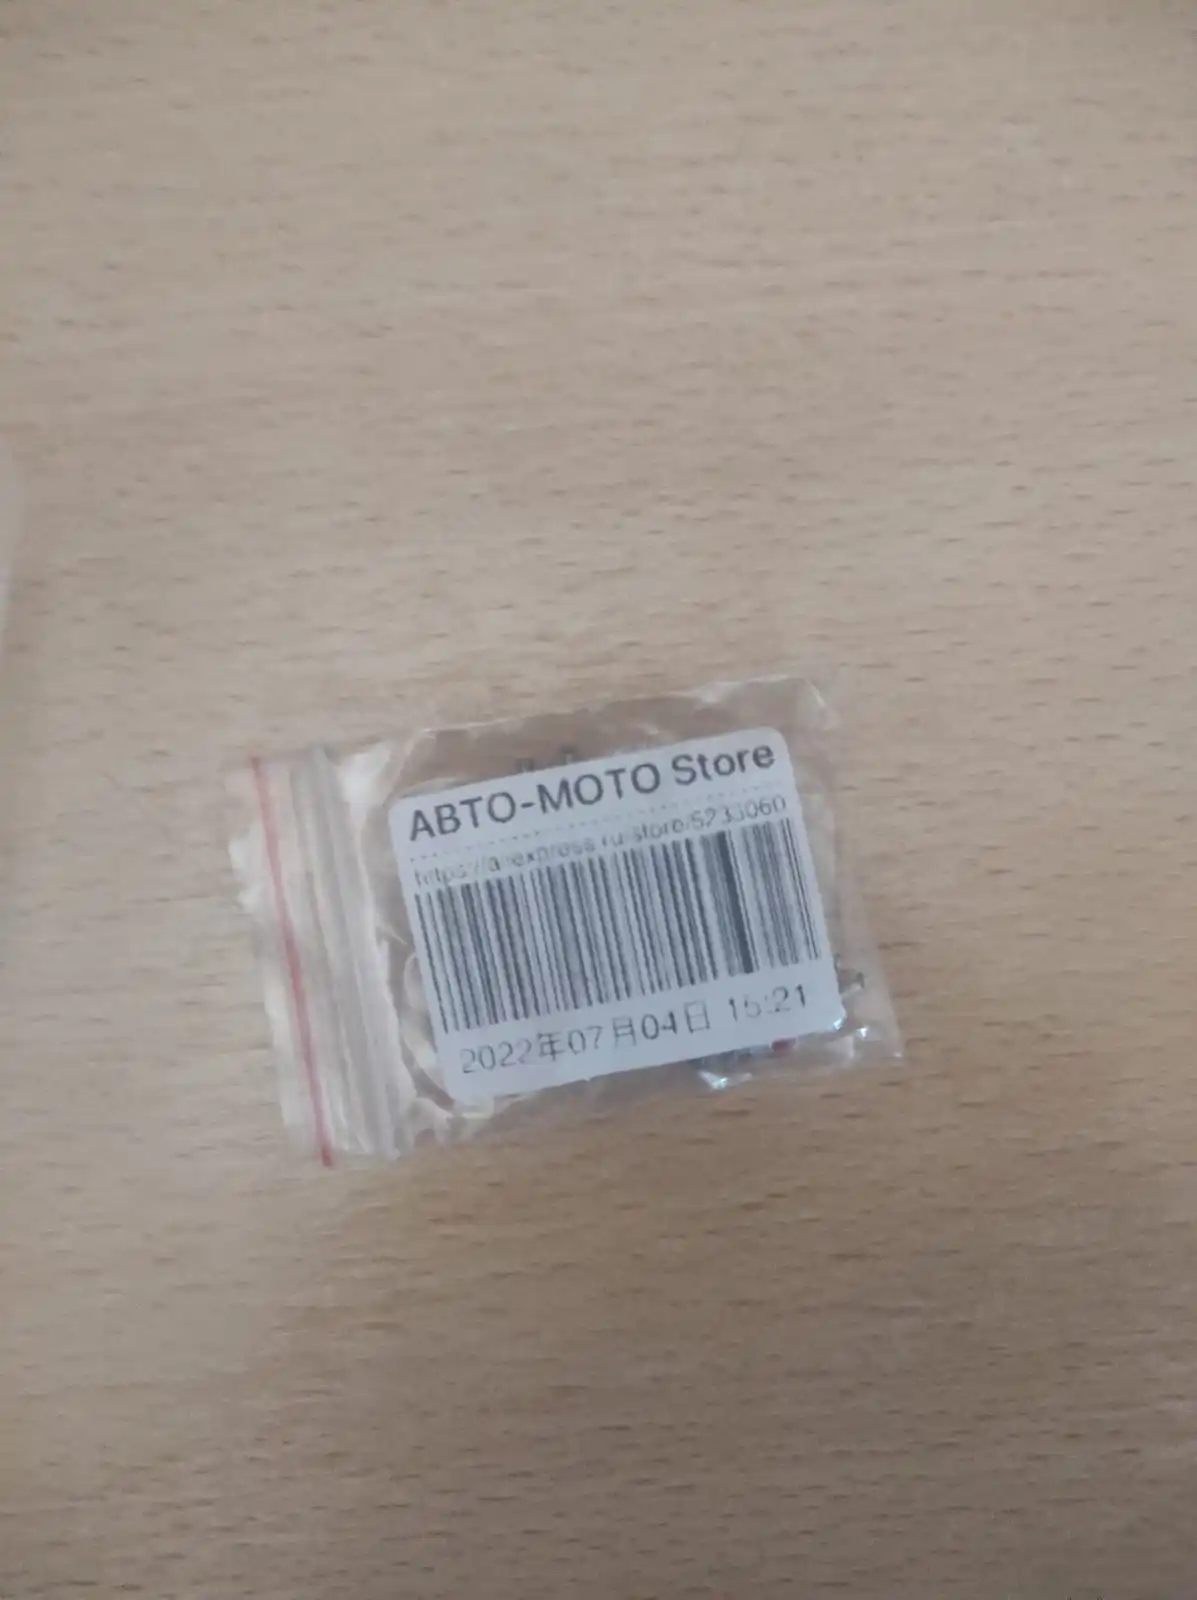 АВТО-МОТО Store
https://aliexpress.ru/store/5233060
2022年07月04日 15:21